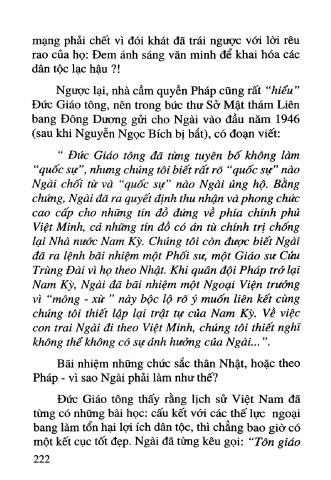 mạng phải chết vì đói khát đã trái ngược với lời rêu
rao của họ: Đem ánh sáng văn minh để khai hóa các
dân tộc lạc hậu ?!
Ngược lại, nhà cầm quyền Pháp cũng rất “hiểu”
Đức Giáo tông, nên trong bức thư Sở Mật thám Liên
bang Đông Dương gửi cho Ngài vào đầu năm 1946
(sau khi Nguyễn Ngọc Bích bị bắt), có đoạn viết:
“ Đức Giáo tông đã từng tuyên bố không làm
“quốc sự”, nhưng chúng tôi biết rất rõ “quốc sự” nào
Ngài chối từ và “quốc sự” nào Ngài ủng hộ. Bằng
chứng, Ngài đã ra quyết định thu nhận và phong chức
cao cấp cho những tín đồ đứng về phía chính phủ
Việt Minh, cả những tín đồ có án tù chính trị chống
lại Nhà nước Nam Kỳ. Chúng tôi còn được biết Ngài
đã ra lệnh bãi nhiệm một Phối sư, một Giáo sư Cửu
Trùng Đài vì họ theo Nhật. Khi quân đội Pháp trở lại
Nam Kỳ, Ngài đã bãi nhiệm một Ngoại Viện trưởng
vì “mông - xừ ” này bộc lộ rõ ý muốn liên kết cùng
chúng tôi thiết lập lại trật tự của Nam Kỳ. Về việc
con trai Ngài đi theo Việt Minh, chúng tôi thiết nghĩ
không thể không có sự ảnh hưởng của Ngài...”.
Bãi nhiệm những chức sắc thân Nhật, hoặc theo
Pháp - vì sao Ngài phải làm như thế?
Đức Giáo tông thấy rằng lịch sử Việt Nam đã
từng có những bài học: cấu kết với các thế lực ngoại
bang làm tổn hại lợi ích dân tộc, thì chẳng bao giờ có
một kết cục tốt đẹp. Ngài đã từng kêu gọi: “Tôn giáo
222